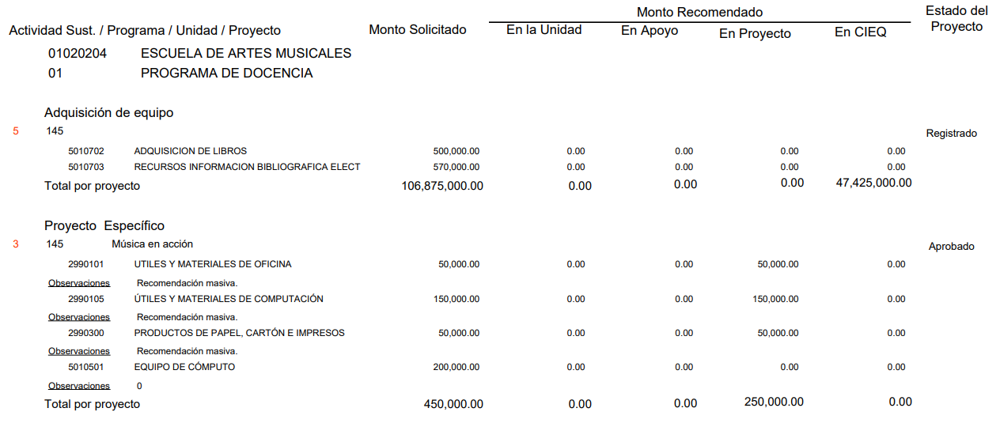 Monto Recomendado Estado del
Actividad Sust. / Programa / Unidad / Proyecto Monto Solicitado En la Unidad En Apoyo En Proyecto En CIEQ Proyecto
01020204 ESCUELA DE ARTES MUSICALES
01 PROGRAMA DE DOCENCIA
Adquisición de equipo
5 145 Registrado
5010702 ADQUISICION DE LIBROS 500,000.00 0.00 0.00 0.00 0.00
5010703 RECURSOS INFORMACION BIBLIOGRAFICA ELECT 570,000.00 0.00 0.00 0.00 0.00
Total por proyecto 106,875,000.00 0.00 0.00 0.00 47,425,000.00
Proyecto Específico
3 145 Música en acción Aprobado
2990101 UTILES Y MATERIALES DE OFICINA 50,000.00 0.00 0.00 50,000.00 0.00
Observaciones Recomendación masiva.
2990105 ÚTILES Y MATERIALES DE COMPUTACIÓN 150,000.00 0.00 0.00 150,000.00 0.00
Observaciones Recomendación masiva.
2990300 PRODUCTOS DE PAPEL, CARTÓN E IMPRESOS 50,000.00 0.00 0.00 50,000.00 0.00
Observaciones Recomendación masiva.
5010501 EQUIPO DE CÓMPUTO 200,000.00 0.00 0.00 0.00 0.00
Observaciones 0
Total por proyecto 450,000.00 0.00 0.00 250,000.00 0.00